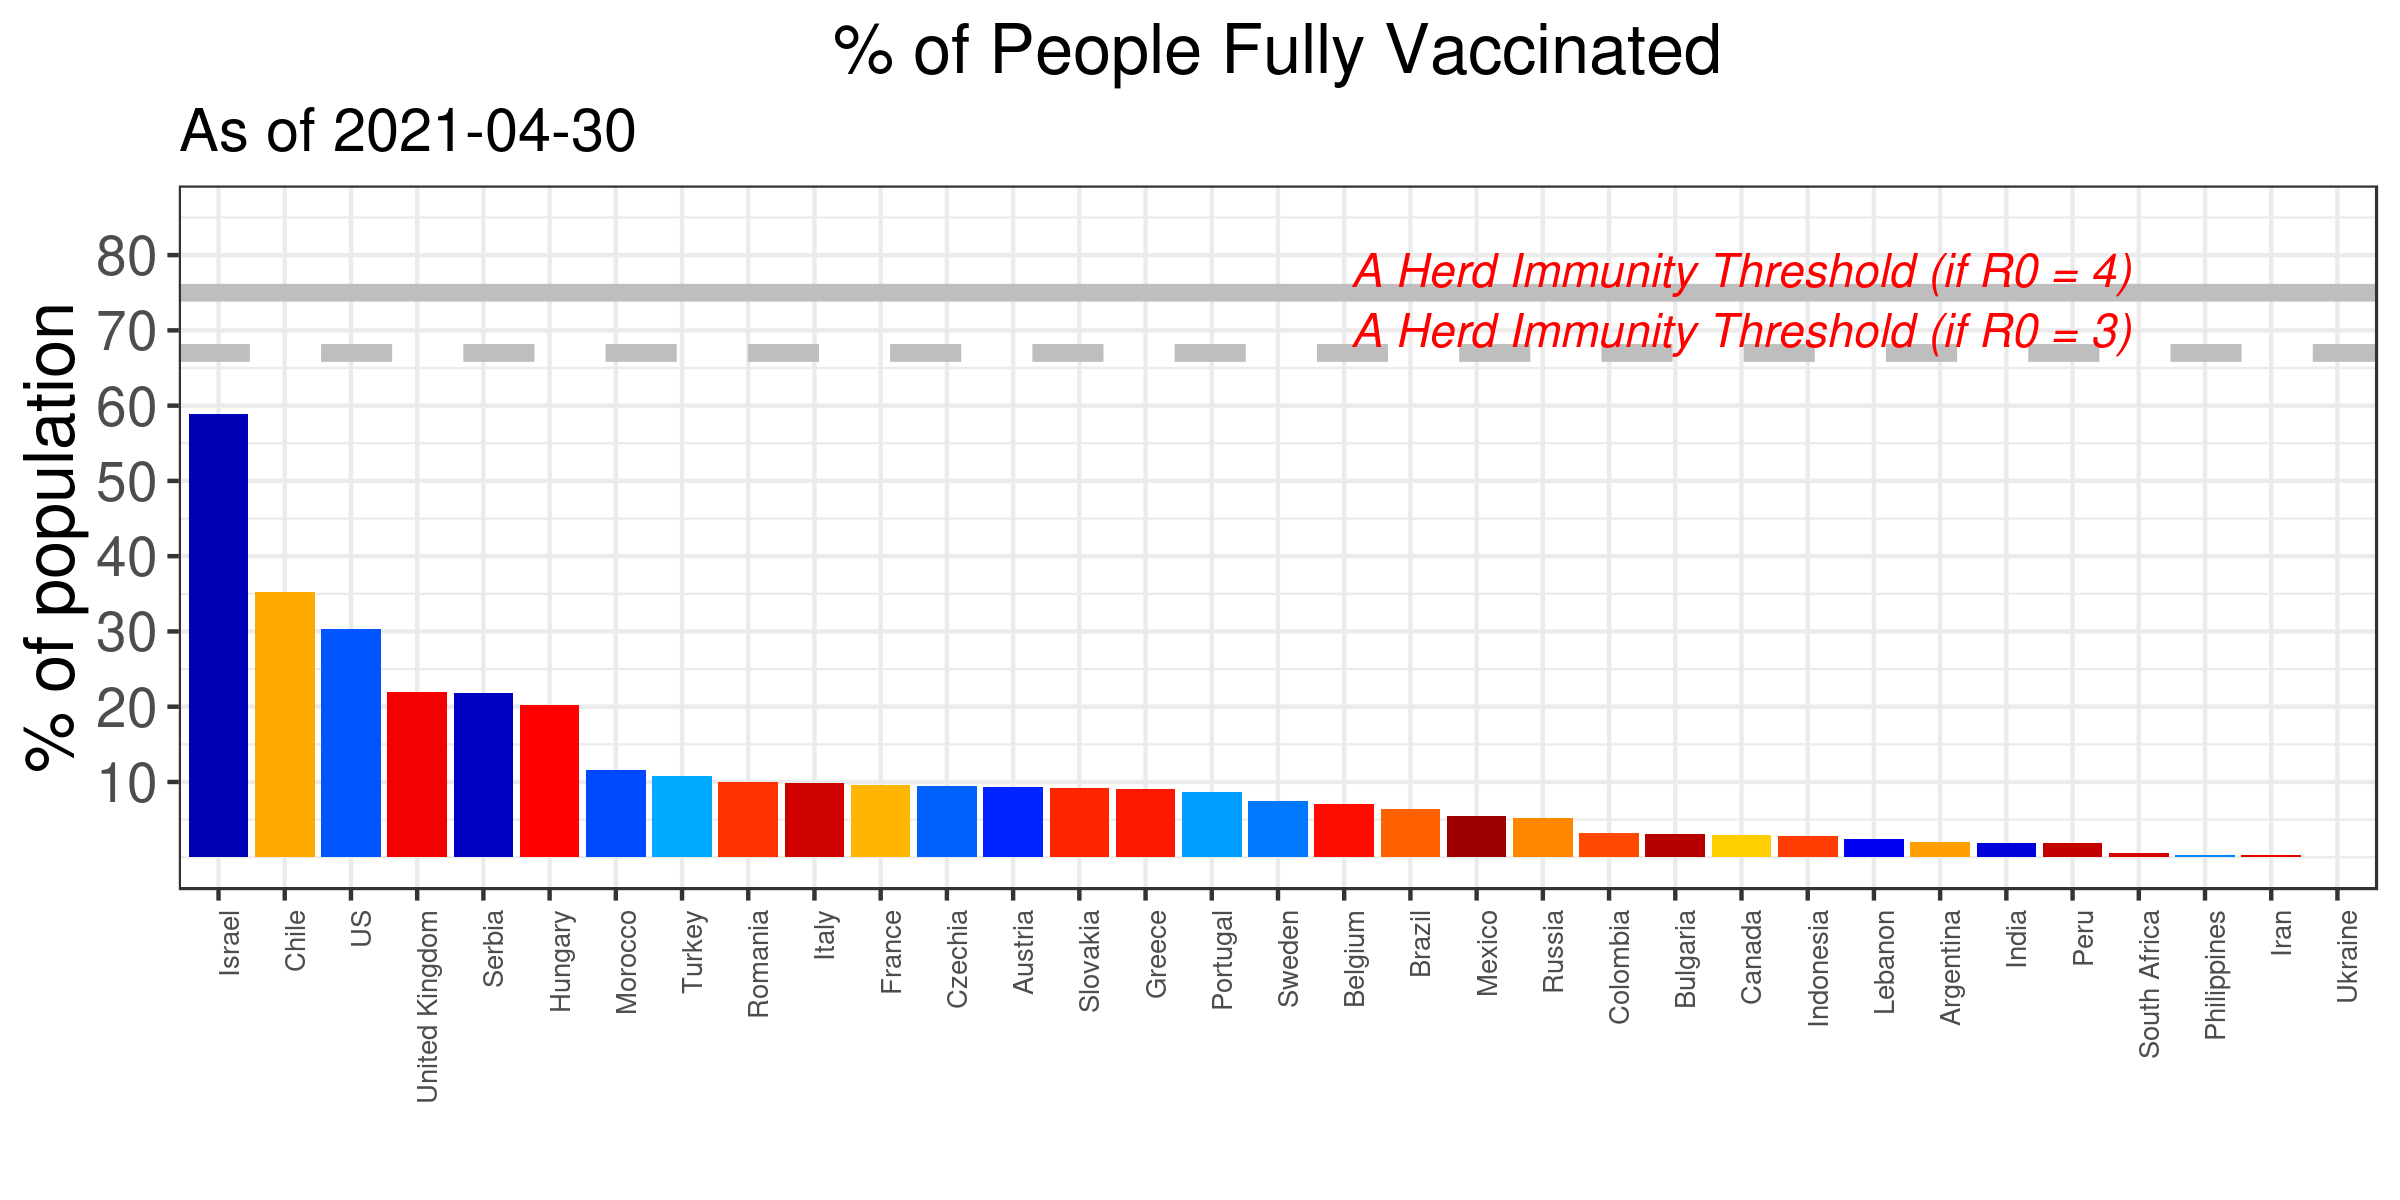 % of People Fully Vaccinated
As of 2021-04-30
% of population
80
70
60
50
40
30
20
10
A Herd Immunity Threshold (if R0 = 4)
A Herd Immunity Threshold (if R0 = 3)
Israel
Chile
US
United Kingdom
Serbia
Hungary
Morocco
Turkey
Romania
Italy
France
Czechia
Austria
Slovakia
Greece
Portugal
Sweden
Belgium
Brazil
Mexico
Russia
Colombia
Bulgaria
Canada
Indonesia
Lebanon
Argentina
India
Peru
South Africa
Philippines
Iran
Ukraine